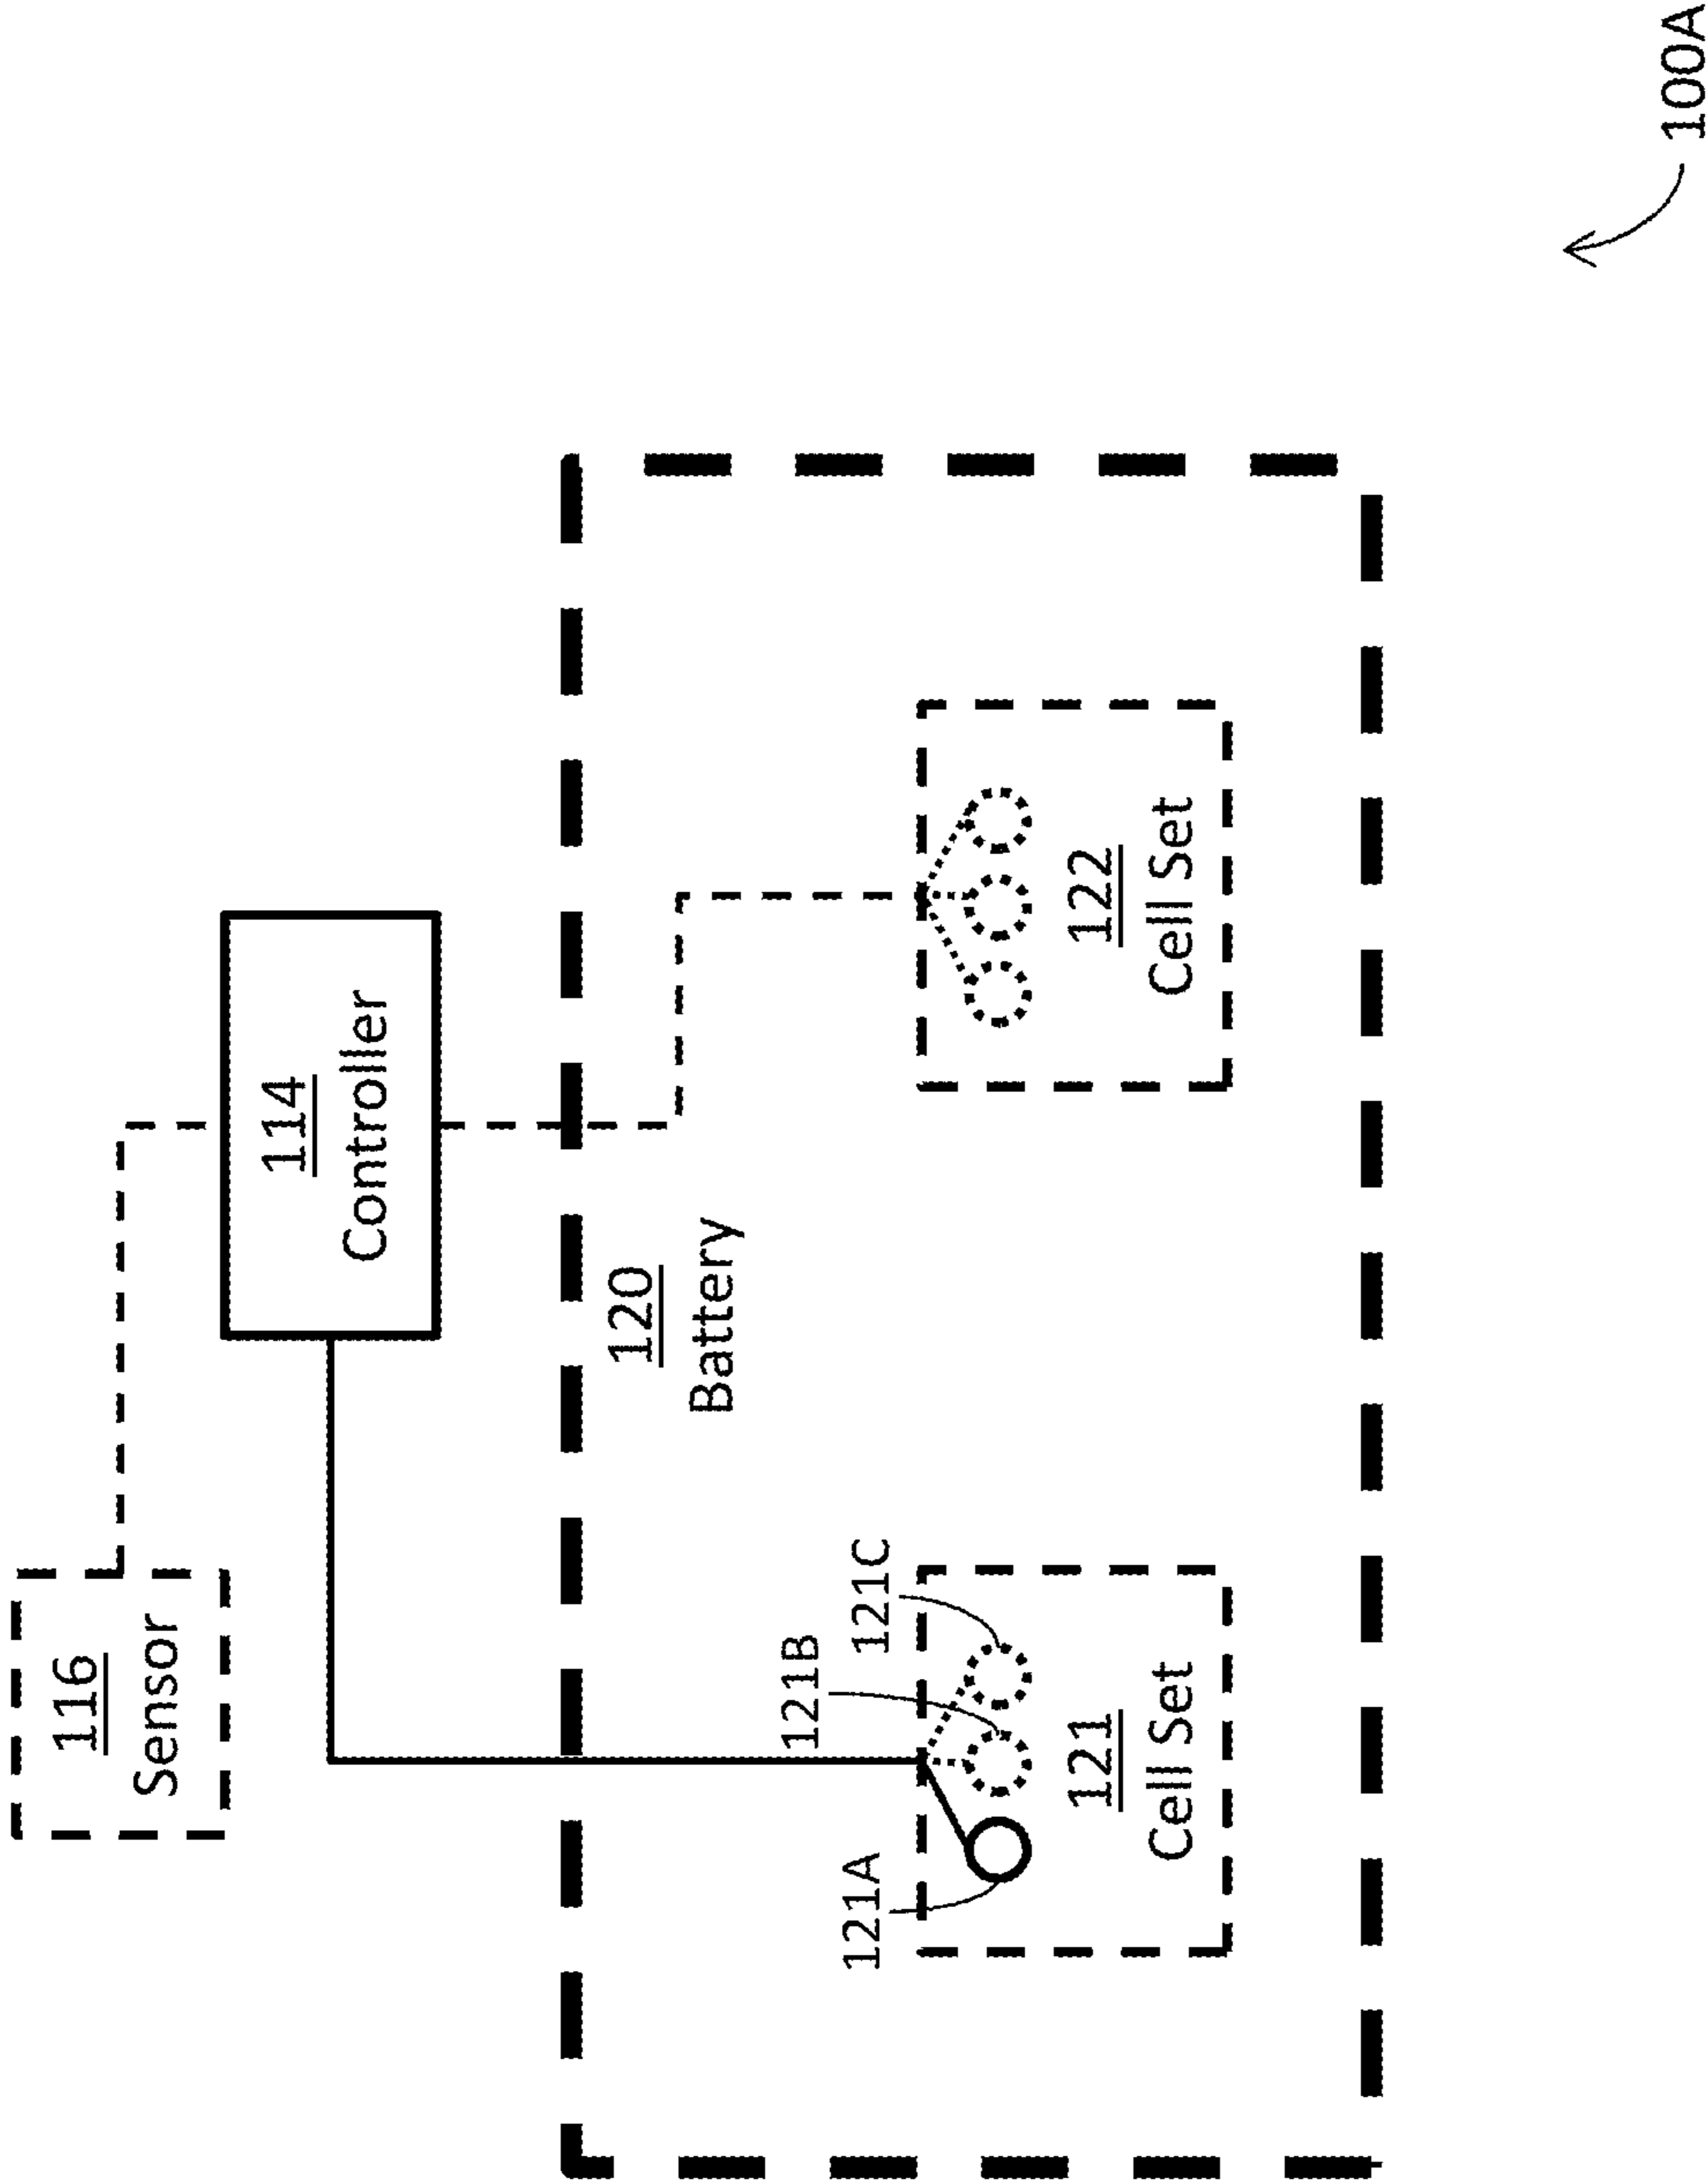 116
Sensor
114
Controller
120
Battery
121A
121B
121C
121
Cell Set
122
Cell Set
100A